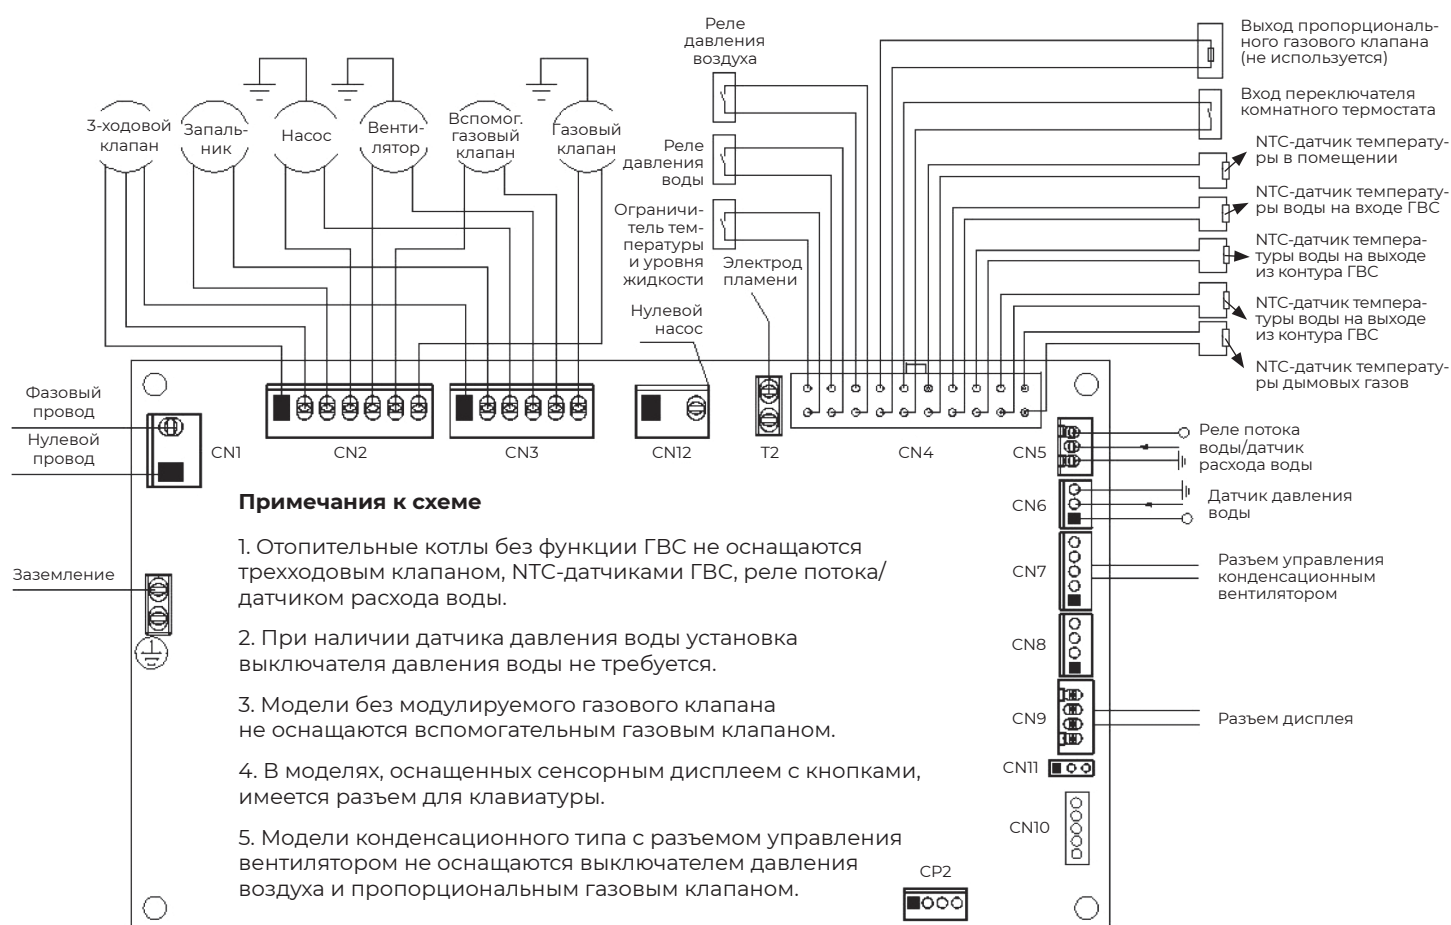 Реле
давления
воздуха
Выход пропорциональ-
ного газового клапана
(не используется)
Вход переключателя
комнатного термостата
3-ходовой
клапан
Запаль-
ник
Насос
Венти-
лятор
Вспомог.
газовый
клапан
Газовый
клапан
Реле
давления
воды
NTC-датчик температу-
ры в помещении
NTC-датчик температу-
ры воды на входе ГВС
Ограничи-
тель тем-
пературы
и уровня
жидкости
Электрод
пламени
NTC-датчик темпера-
туры воды на выходе
из контура ГВС
Нулевой
насос
NTC-датчик темпера-
туры воды на выходе
из контура ГВС
NTC-датчик температу-
ры дымовых газов
Фазовый
провод
Нулевой
провод
CN1
CN2
CN3
CN12
T2
CN4
CN5
Реле потока
воды/датчик
расхода воды
CN6
Датчик давления
воды
CN7
Разъем управления
конденсационным
вентилятором
Заземление
CN8
CN9
Разъем дисплея
CN11
CN10
CP2
Примечания к схеме
1. Отопительные котлы без функции ГВС не оснащаются
трехходовым клапаном, NTC-датчиками ГВС, реле потока/
датчиком расхода воды.
2. При наличии датчика давления воды установка
выключателя давления воды не требуется.
3. Модели без модулируемого газового клапана
не оснащаются вспомогательным газовым клапаном.
4. В моделях, оснащенных сенсорным дисплеем с кнопками,
имеется разъем для клавиатуры.
5. Модели конденсационного типа с разъемом управления
вентилятором не оснащаются выключателем давления
воздуха и пропорциональным газовым клапаном.